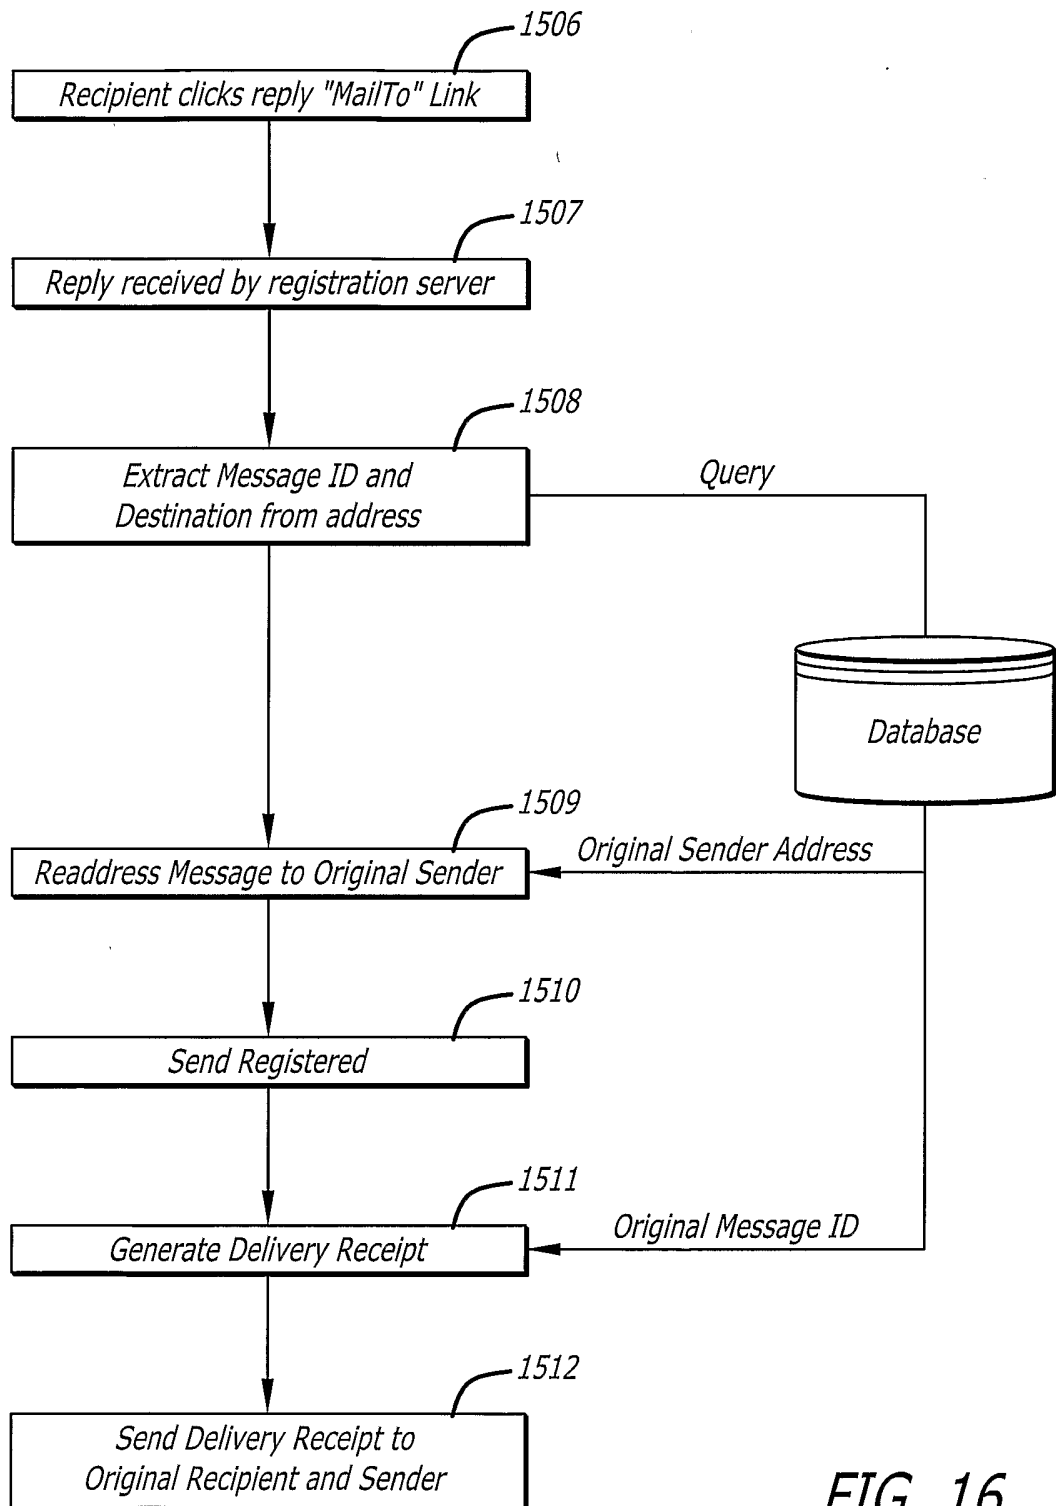 1506
Recipient clicks reply "MailTo" Link
1507
Reply received by registration server
1508
Extract Message ID and
Destination from address
Query
Database
1509
Readdress Message to Original Sender
Original Sender Address
1510
Send Registered
1511
Generate Delivery Receipt
Original Message ID
1512
Send Delivery Receipt to
Original Recipient and Sender
FIG. 16